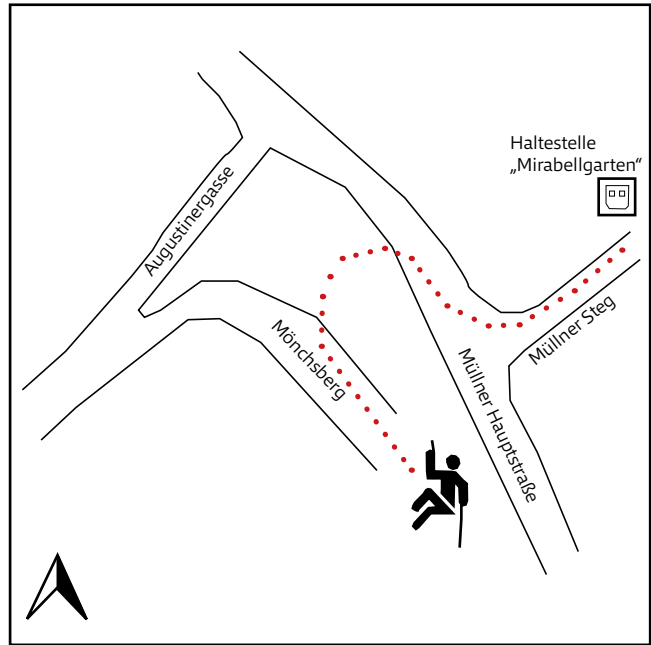 Haltestelle
„Mirabellgarten“
Augustinergasse
Mönchsberg
Müllner Steg
Müllner Hauptstraße